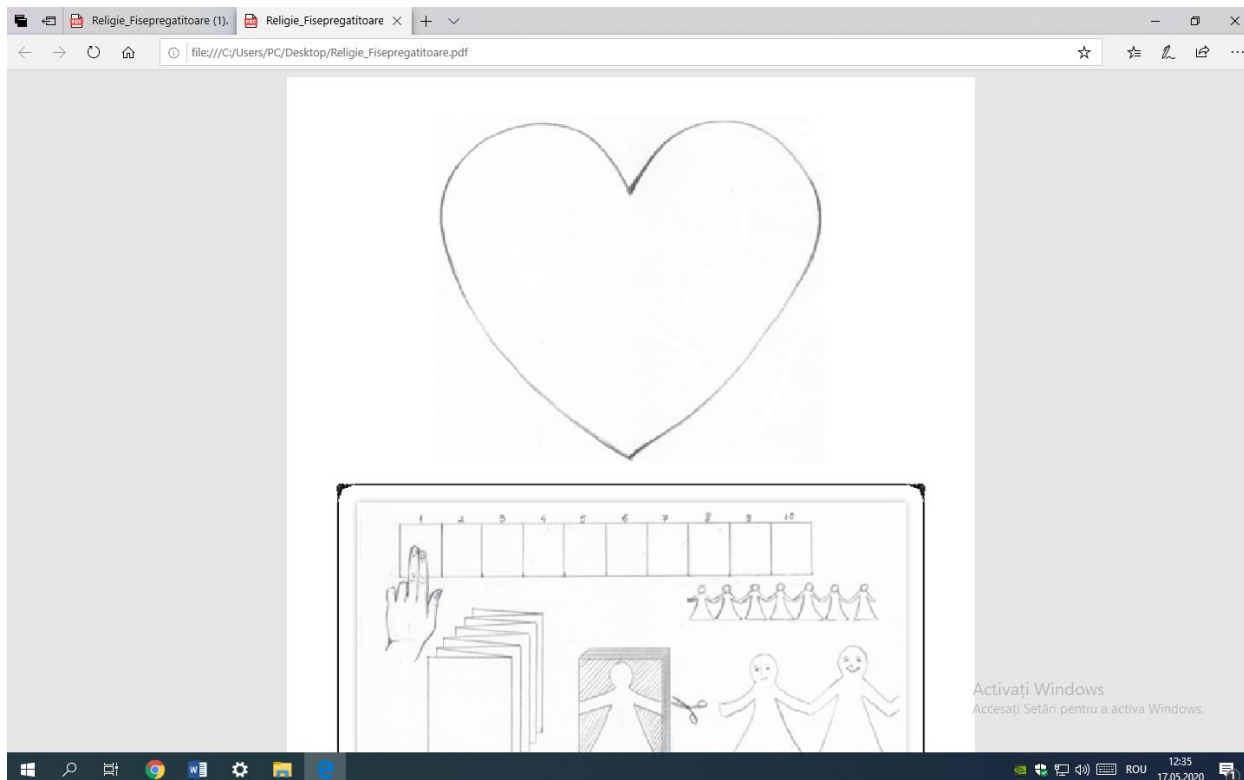 Religie_Fisepregatitoare (1).
Religie_Fisepregatitoare
file:///C:/Users/PC/Desktop/Religie_Fisepregatitoare.pdf
1 2 3 4 5 6 7 8 9 10
Activați Windows
Accesați Setări pentru a activa Windows.
ROU
12:35
17.05.2020